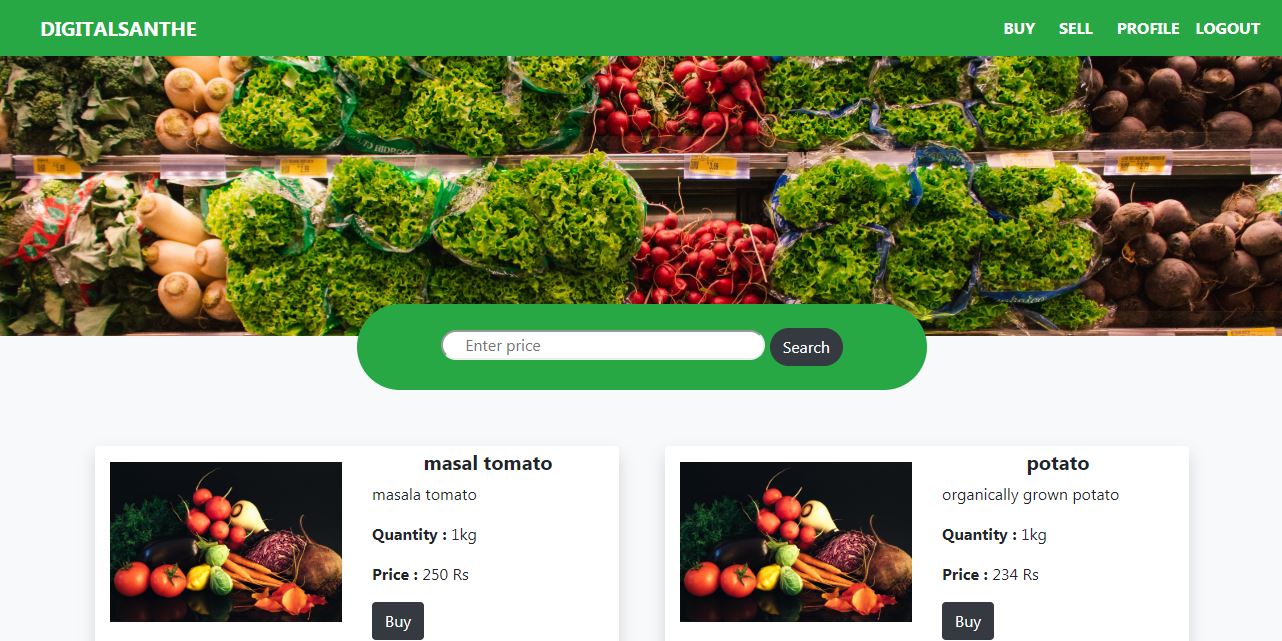 DIGITALSANTHE
BUY SELL PROFILE LOGOUT
Enter price
Search
masal tomato
masala tomato
Quantity : 1kg
Price : 250 Rs
Buy
potato
organically grown potato
Quantity : 1kg
Price : 234 Rs
Buy